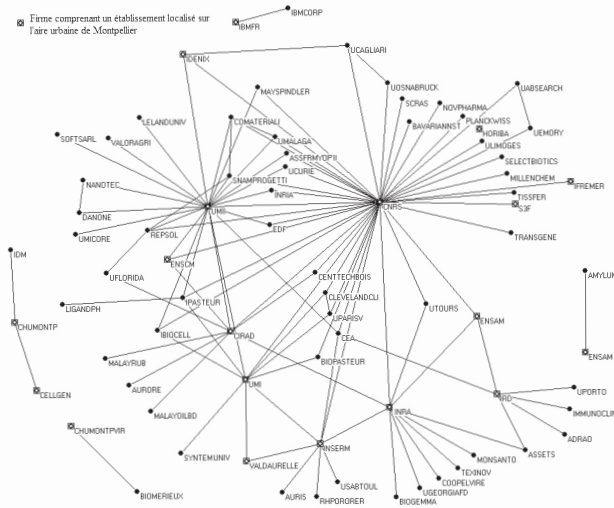 Firme comprenant un établissement localisé sur
l'aire urbaine de Montpellier
IBMCORP
IBMFR
UCAGLIARI
IDENIX
MAYSPINDLER
UOSNABRUCK
UABSEARCH
SCRAS
NOVPHARMA
LELANDUNIV
COMATERIALI
PLANCKWISS
BAVARIANNST
HORIBA
UEMORY
SOFTSARL
VALORAGRI
UMALAGA
ULIMOGES
ASSFRMYOP'II
SELECTBIOTICS
UCURIE
MILLENCHEM
NANDTEC
SNAMPROGETTI
IFREMER
INRIA
TISSFER
CNRS
S3F
DANONE
UMII
UMICORE
REPSOL
EDF
TRANSGENE
IDM
ENSCM
UFLORIDA
CENTTECHBOIS
AMYLUM
LIGANDPH
IPASTEUR
CLEVELANDCLI
UTOURS
UPARISV
ENSAM
CHUMONTP
IBIOCELL
CIRAD
CEA
ENSAM
MALAYRUB
BIOPASTEUR
CELLGEN
AURORE
UMI
UPORTO
IRD
MALAYOILBD
INRA
IMMUNOCLIN
CHUMONTPVIR
ADRAD
INSERM
SYNTEMUNIV
VALDAURELLE
MONSANTO
ASSETS
TEXINOV
USABTOUL
COOPELVIRE
BIOMERIEUX
AURIS
UGEORGIAFD
RHPORORER
BIOGEMMA